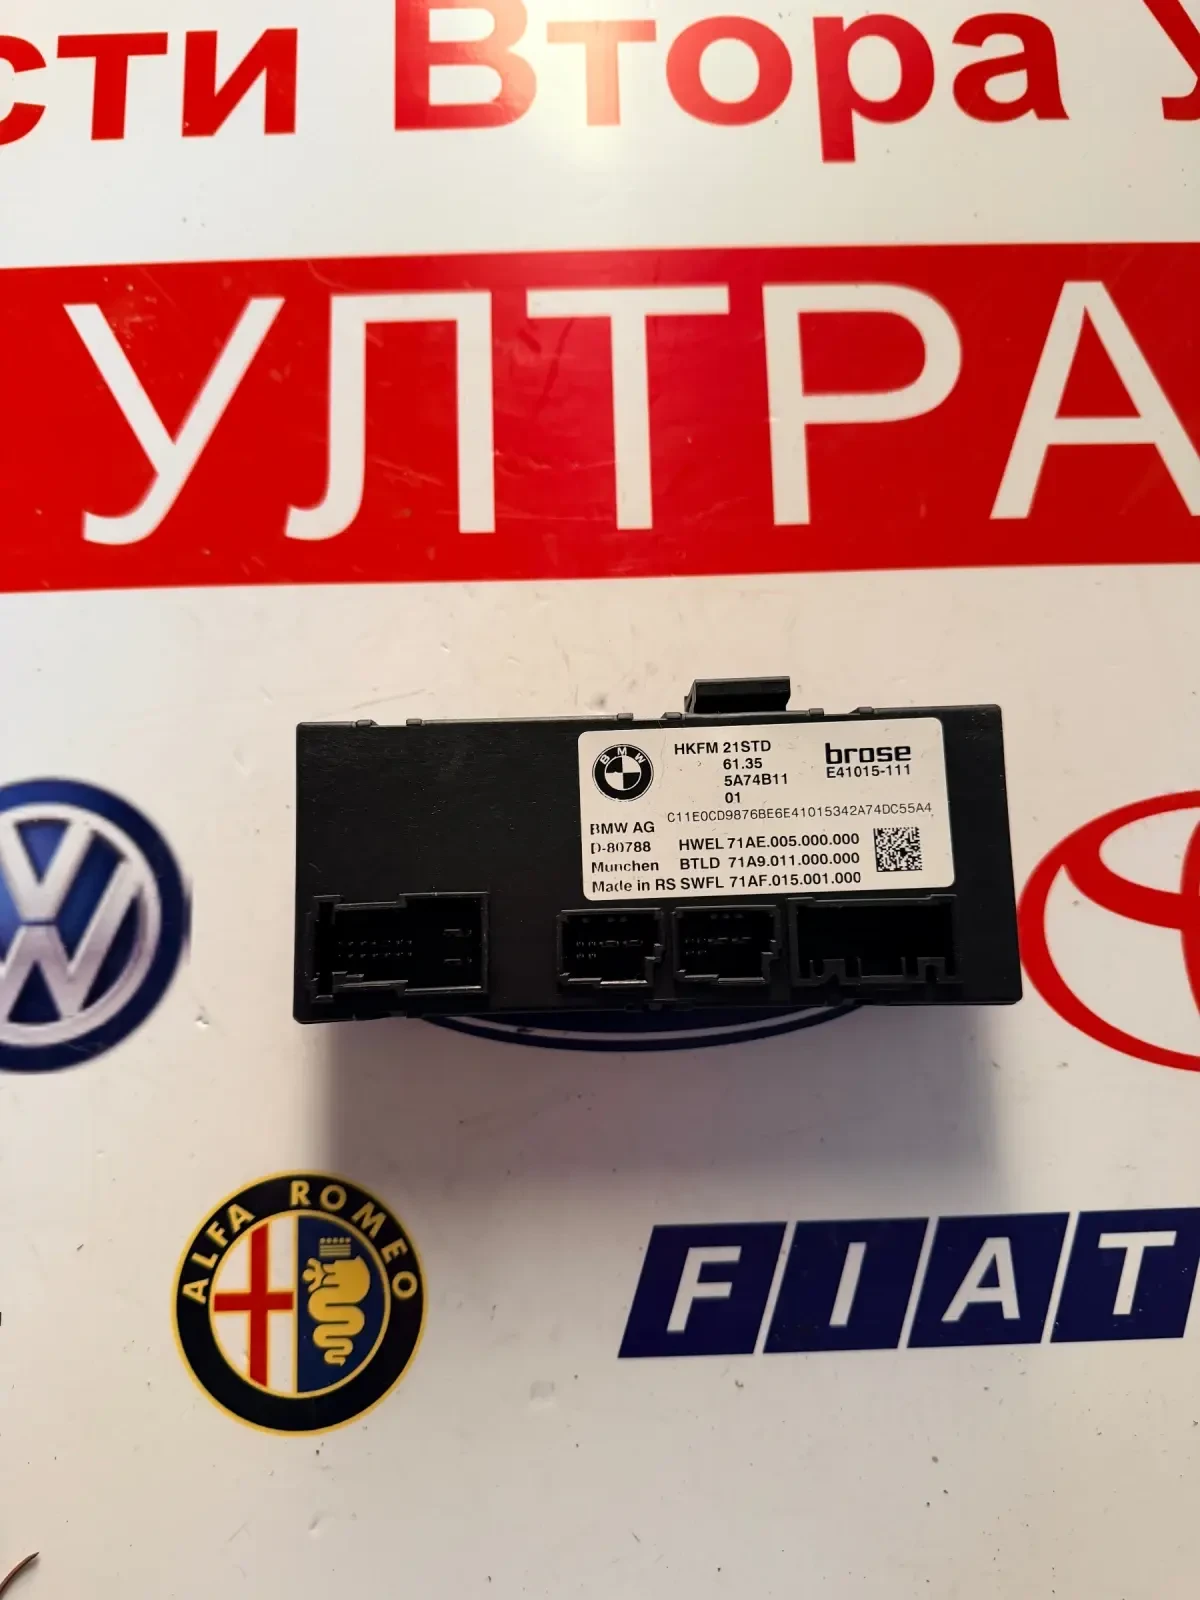 сти Втора У
УЛТРА
BMW
HKFM 21STD
61.35
5A74B11
01
brose
E41015-111
C11E0CD9876BE6E41015342A74DC55A4
BMW AG
D-80788 HWEL 71AE.005.000.000
Munchen BTLD 71A9.011.000.000
Made in RS SWFL 71AF.015.001.000
ALFA ROMEO
FIAT